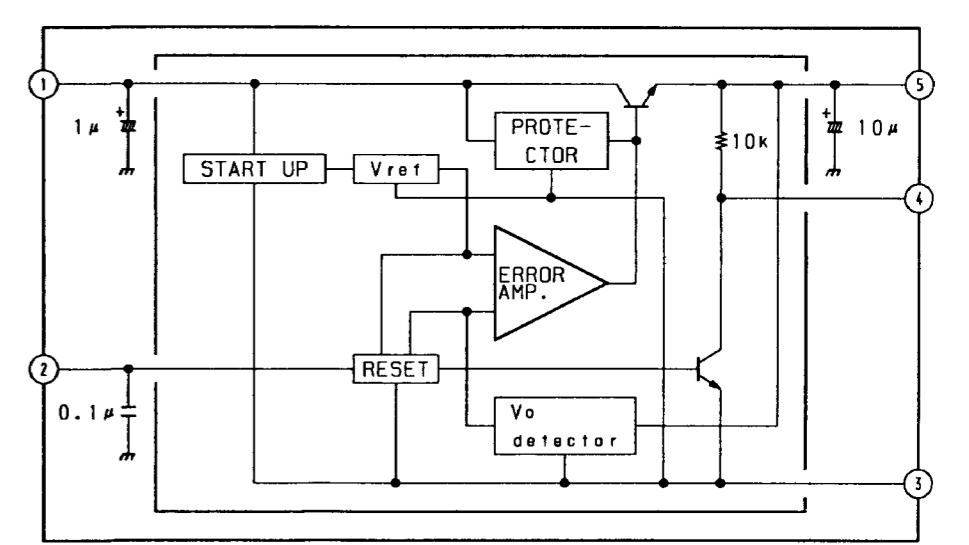 1
5
+
1μ
PROTE-
CTOR
10k
+
10μ
START UP
Vref
4
ERROR
AMP.
2
RESET
0.1μ
Vo
detector
3